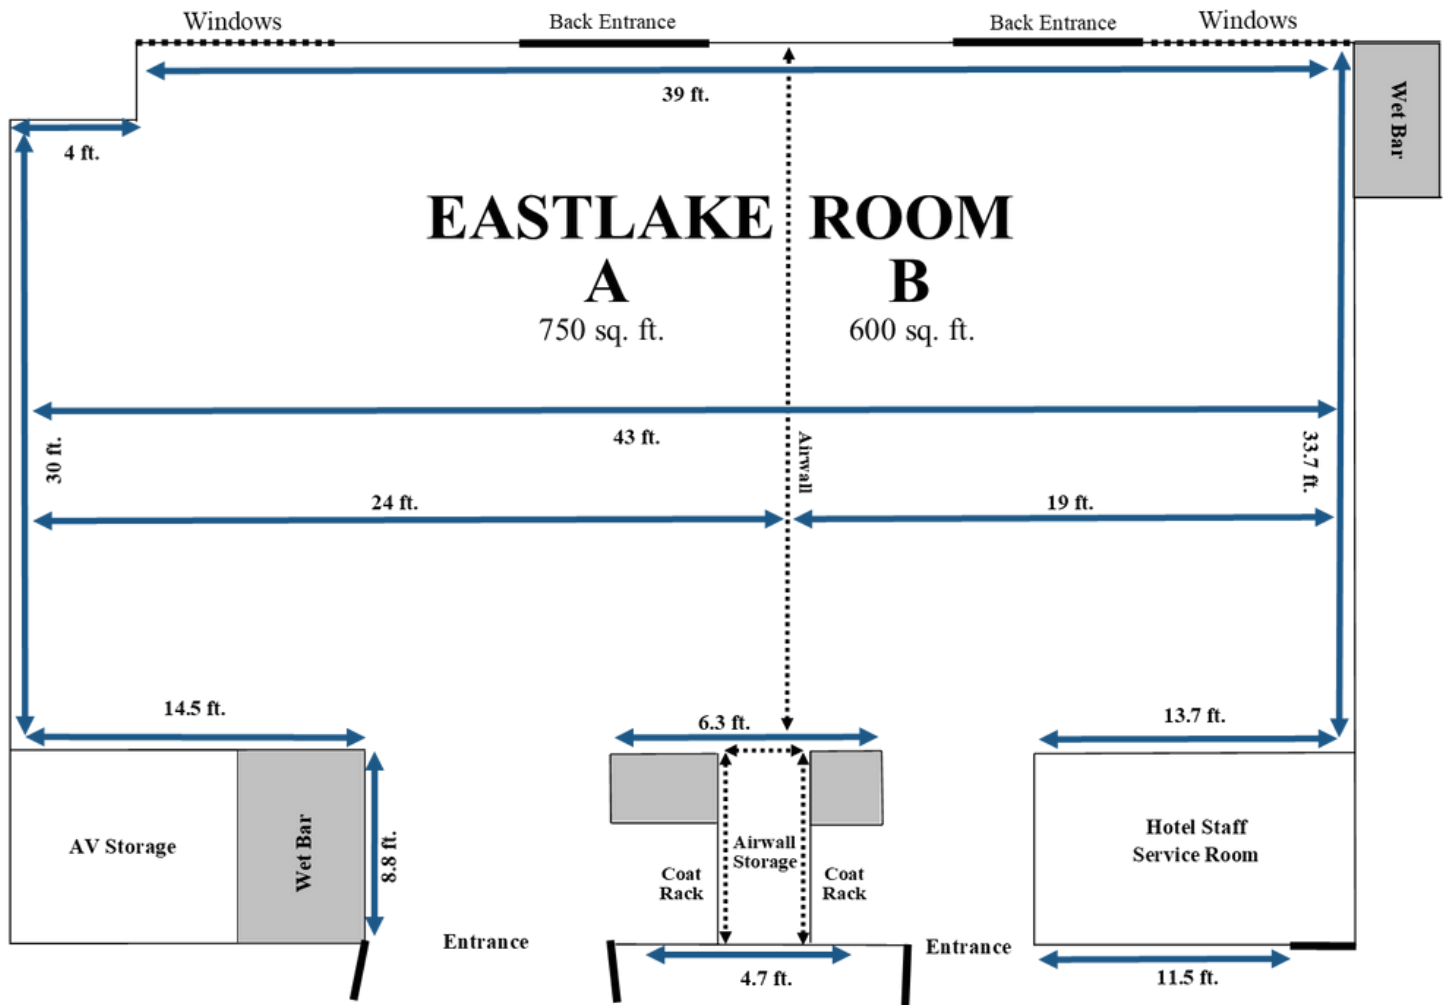 Windows
Back Entrance
Back Entrance
Windows
39 ft.
Wet Bar
4 ft.
EASTLAKE ROOM
A
B
750 sq. ft.
600 sq. ft.
43 ft.
Airwall
30 ft.
33.7 ft.
24 ft.
19 ft.
14.5 ft.
6.3 ft.
13.7 ft.
AV Storage
Wet Bar
8.8 ft.
Airwall
Storage
Coat
Rack
Coat
Rack
Hotel Staff
Service Room
Entrance
Entrance
4.7 ft.
11.5 ft.